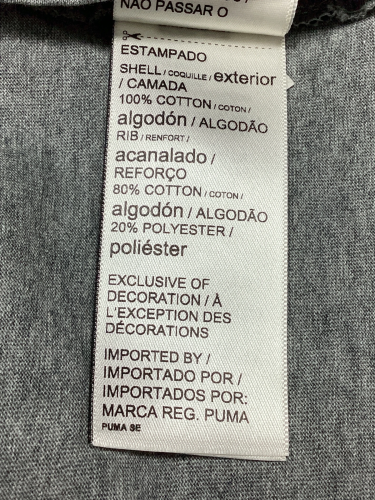 NÃO PASSAR O
ESTAMPADO
SHELL / COQUILLE / exterior
/ CAMADA
100% COTTON / COTON /
algodón / ALGODÃO
RIB / RENFORT /
acanalado /
REFORÇO
80% COTTON / COTON /
algodón / ALGODÃO
20% POLYESTER /
poliéster
EXCLUSIVE OF
DECORATION / À
L'EXCEPTION DES
DÉCORATIONS
IMPORTED BY /
IMPORTADO POR /
IMPORTADOS POR:
MARCA REG. PUMA
PUMA SE